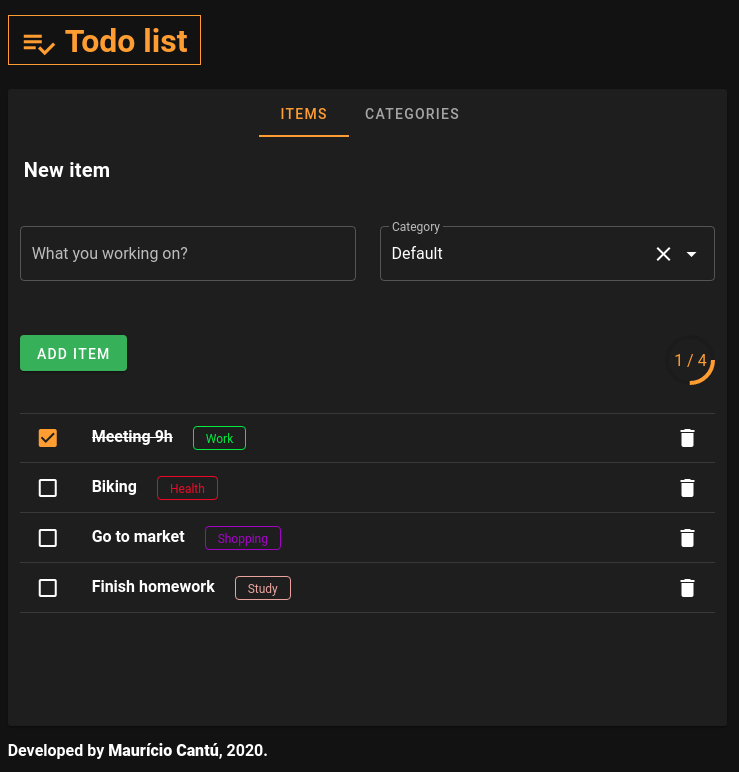 Todo list
ITEMS CATEGORIES
New item
Category
What you working on? Default
ADD ITEM 1 / 4
Meeting 9h Work
Biking Health
Go to market Shopping
Finish homework Study
Developed by Maurício Cantú, 2020.